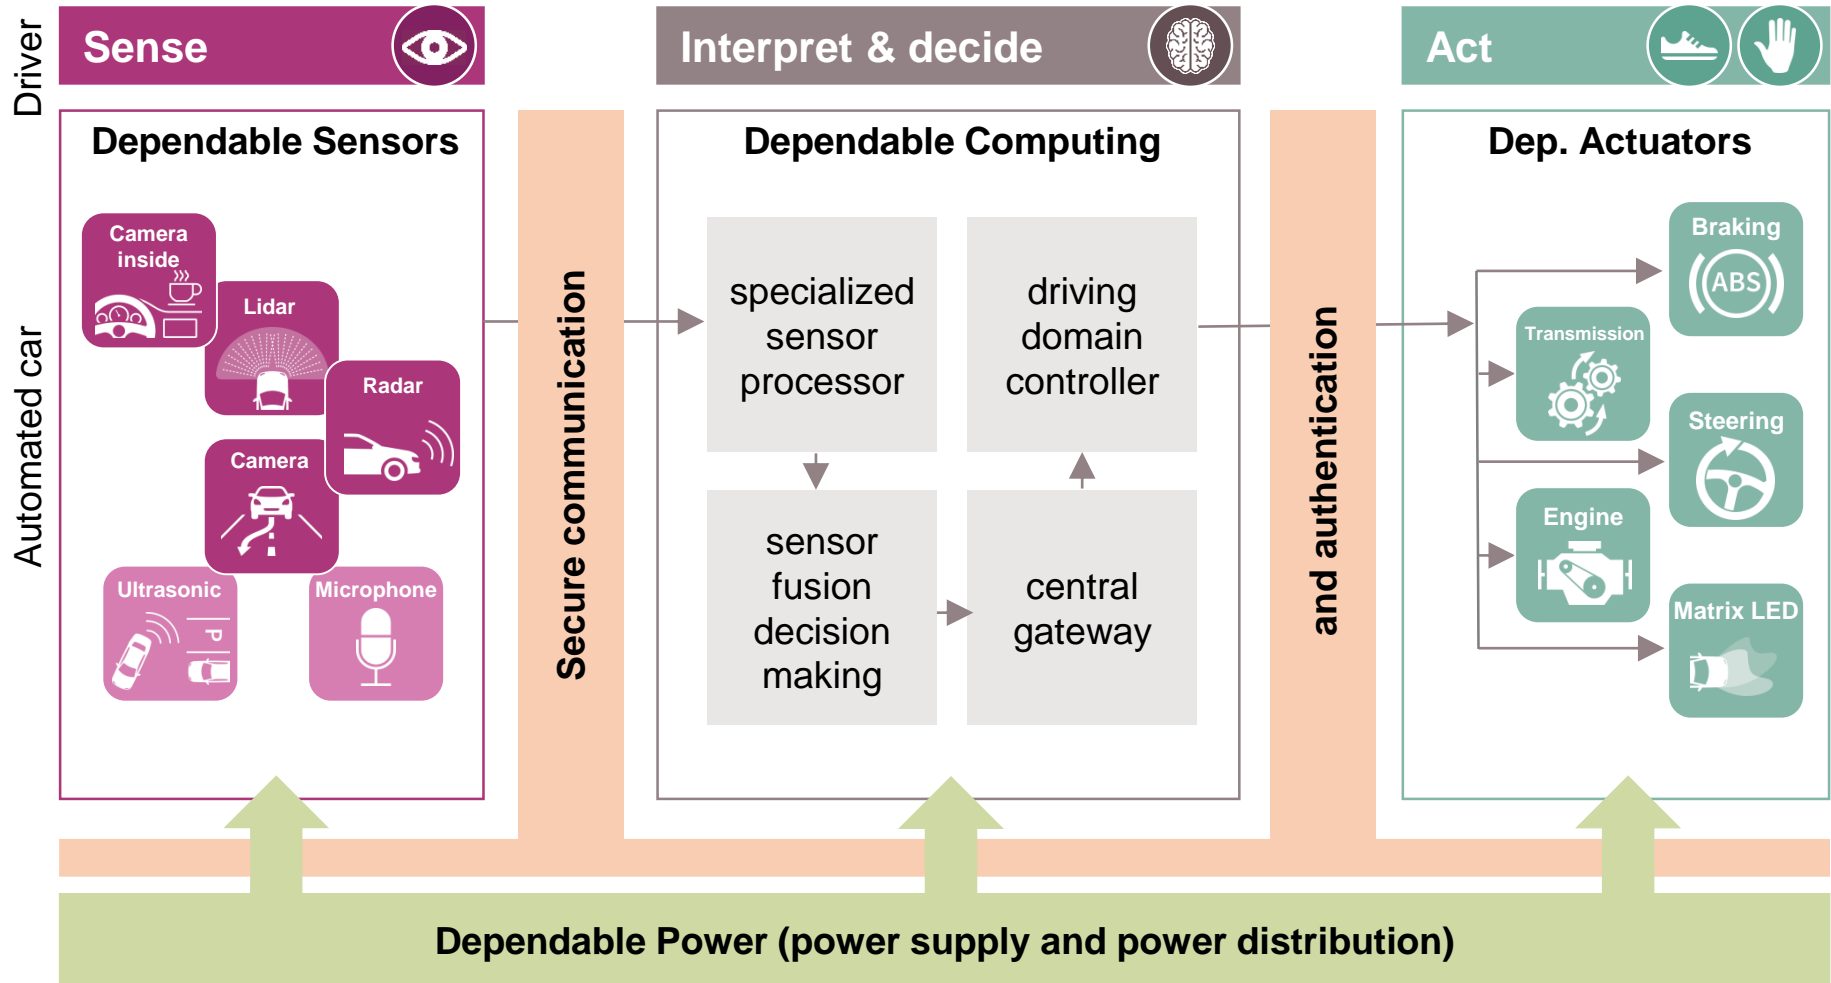 Driver
Sense
Interpret & decide
Act
Automated car
Dependable Sensors
Camera
inside
Lidar
Radar
Camera
Ultrasonic
P
Microphone
Secure communication
Dependable Computing
specialized
sensor
processor
driving
domain
controller
sensor
fusion
decision
making
central
gateway
and authentication
Dep. Actuators
Braking
ABS
Transmission
Steering
Engine
Matrix LED
Dependable Power (power supply and power distribution)